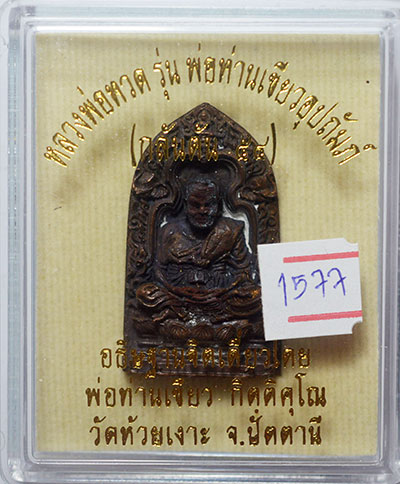 หลวงพ่อทวด รุ่น พ่อท่านเขียวอุปถัมภ์
(กลันตัน ๕๔)
1577
อธิษฐานจิตเดี่ยวโดย
พ่อท่านเขียว กิตติคุโณ
วัดห้วยเงาะ จ.ปัตตานี